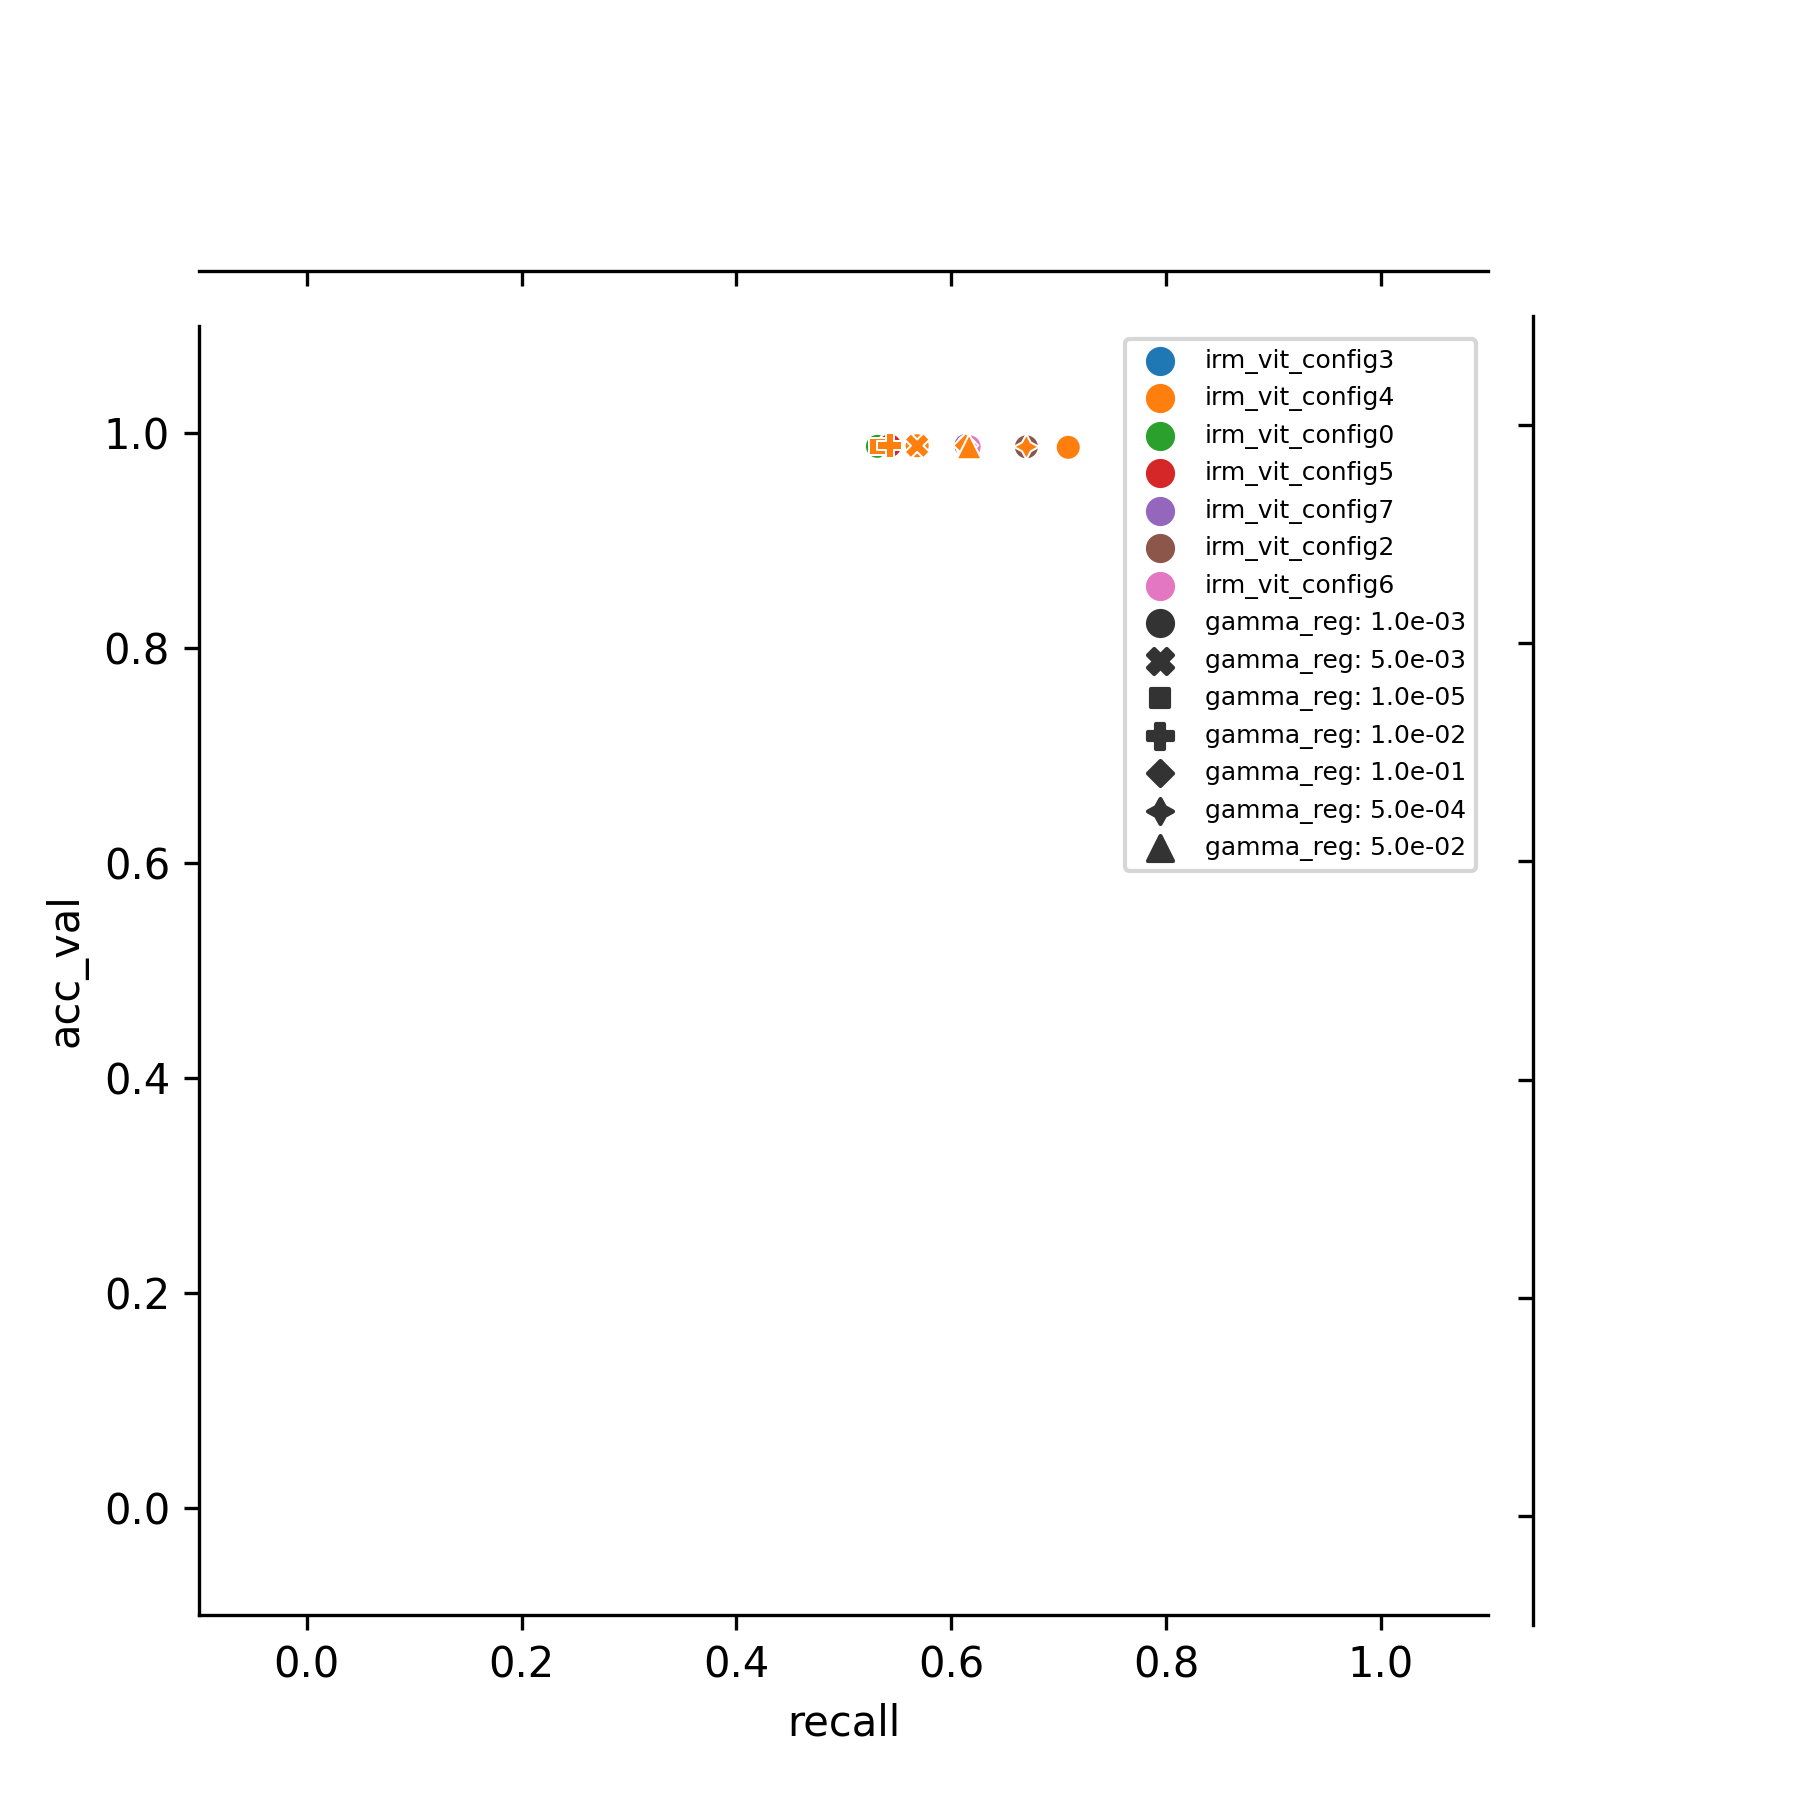 irm_vit_config3
irm_vit_config4
irm_vit_config0
irm_vit_config5
irm_vit_config7
irm_vit_config2
irm_vit_config6
gamma_reg: 1.0e-03
gamma_reg: 5.0e-03
gamma_reg: 1.0e-05
gamma_reg: 1.0e-02
gamma_reg: 1.0e-01
gamma_reg: 5.0e-04
gamma_reg: 5.0e-02
1.0
0.8
0.6
0.4
0.2
0.0
acc_val
0.0 0.2 0.4 0.6 0.8 1.0
recall